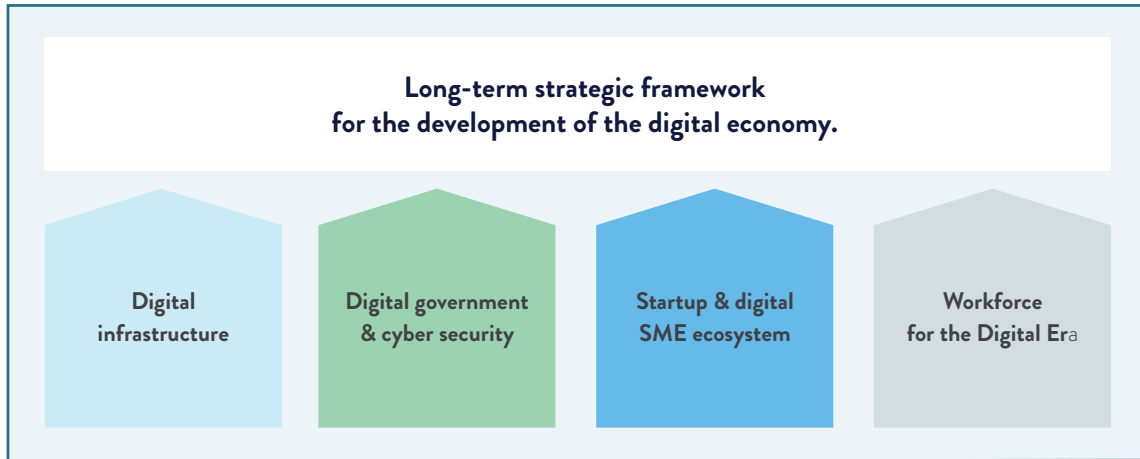 Long-term strategic framework
for the development of the digital economy.
Digital
infrastructure
Digital government
& cyber security
Startup & digital
SME ecosystem
Workforce
for the Digital Era